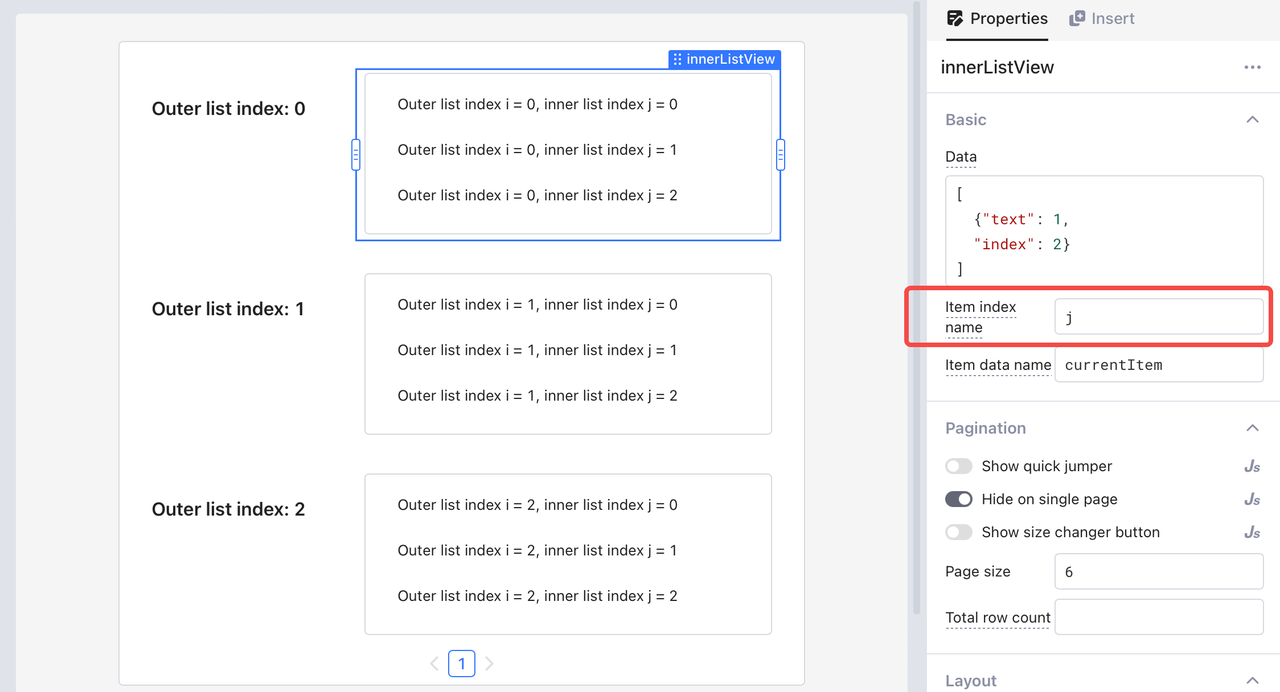 innerListView
Outer list index: 0
Outer list index i = 0, inner list index j = 0
Outer list index i = 0, inner list index j = 1
Outer list index i = 0, inner list index j = 2
Outer list index: 1
Outer list index i = 1, inner list index j = 0
Outer list index i = 1, inner list index j = 1
Outer list index i = 1, inner list index j = 2
Outer list index: 2
Outer list index i = 2, inner list index j = 0
Outer list index i = 2, inner list index j = 1
Outer list index i = 2, inner list index j = 2
1
Properties Insert
innerListView
Basic
Data
[
{"text": 1,
"index": 2}
]
Item index
name
j
Item data name currentItem
Pagination
Show quick jumper Js
Hide on single page Js
Show size changer button Js
Page size 6
Total row count
Layout